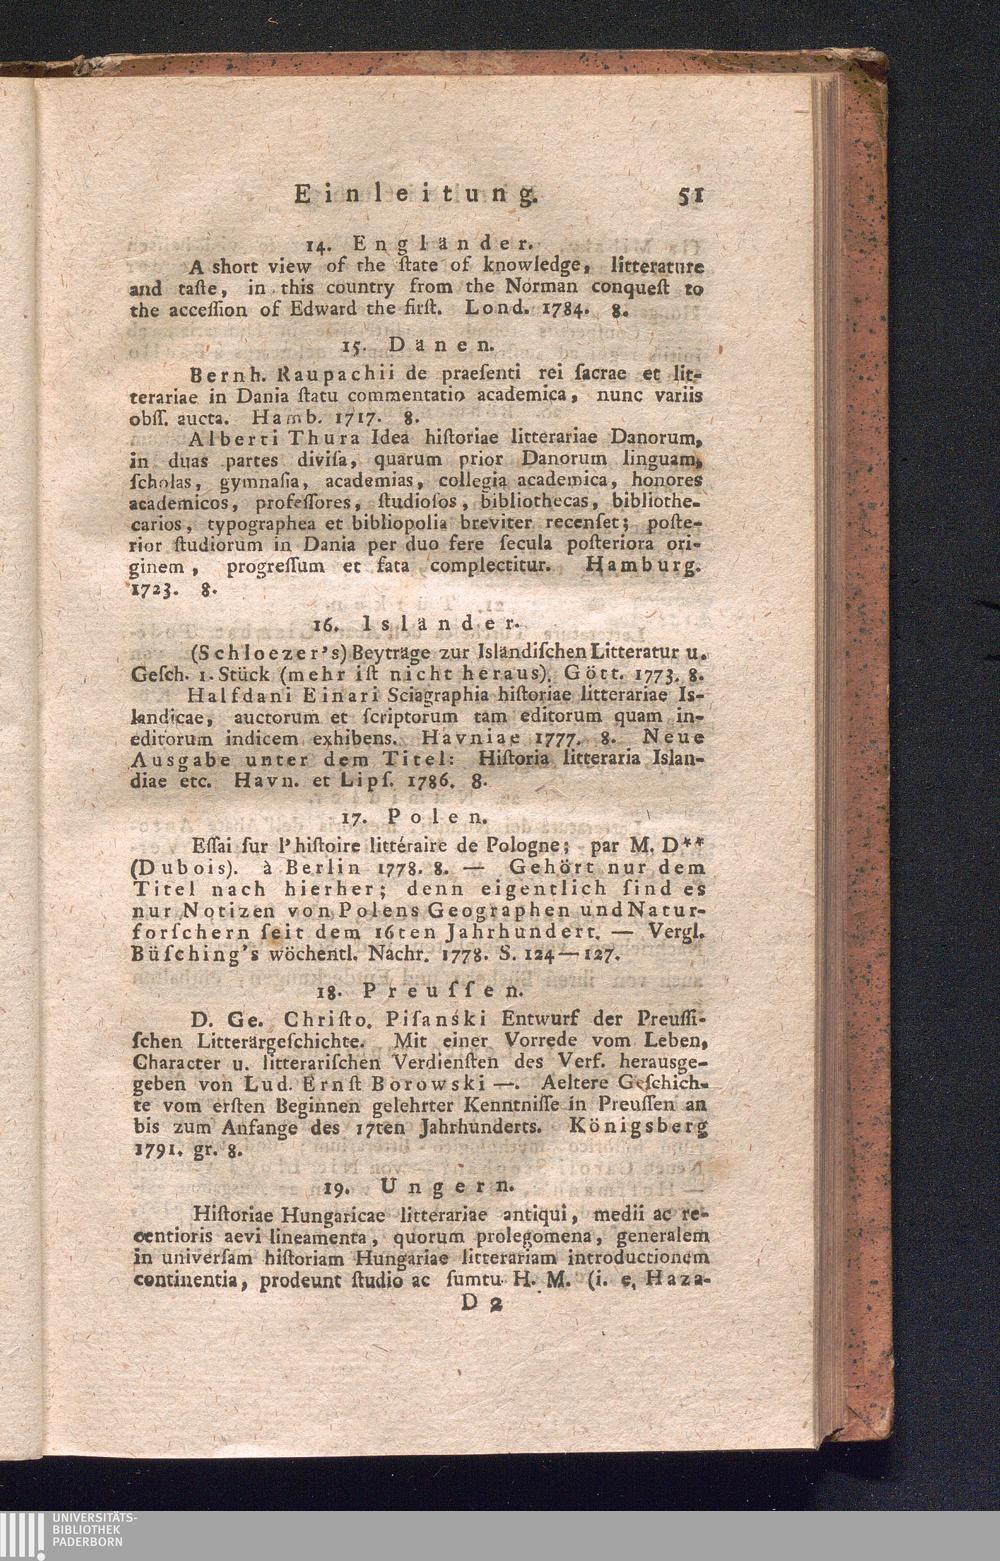 Einleitung. 51
14. Engländer.
A short view of the ſtate of knowledge, litterature
and taſte, in this country from the Norman conqueſt to
the acceſſion of Edward the firſt. Lond. 1784. 8.
15. Dänen.
Bernh. Raupachii de praeſenti rei ſacrae et lit-
terariae in Dania ſtatu commentatio academica, nunc variis
obſſ. aucta. Hamb. 1717. 8.
Alberti Thura Idea hiſtoriae litterariae Danorum,
in duas partes diviſa, quarum prior Danorum linguam,
ſcholas, gymnaſia, academias, collegia academica, honores
academicos, profeſſores, ſtudioſos, bibliothecas, bibliothe-
carios, typographea et bibliopolia breviter recenſet; poſte-
rior ſtudiorum in Dania per duo fere ſecula poſteriora ori-
ginem, progreſſum et fata complectitur. Hamburg.
1723. 8.
16. Isländer.
(Schloezer's) Beyträge zur Isländiſchen Litteratur u.
Geſch. 1. Stück (mehr iſt nicht heraus). Gött. 1773. 8.
Halfdani Einari Sciagraphia hiſtoriae litterariae Is-
landicae, auctorum et ſcriptorum tam editorum quam in-
editorum indicem exhibens. Havniae 1777. 8. Neue
Ausgabe unter dem Titel: Hiſtoria litteraria Islan-
diae etc. Havn. et Lipſ. 1786. 8.
17. Polen.
Eſſai ſur l'hiſtoire littéraire de Pologne; par M. D**
(Dubois). à Berlin 1778. 8. — Gehört nur dem
Titel nach hierher; denn eigentlich ſind es
nur Notizen von Polens Geographen und Natur-
forſchern ſeit dem 16ten Jahrhundert. — Vergl.
Büſching's wöchentl. Nachr. 1778. S. 124—127.
18. Preuſſen.
D. Ge. Chriſto. Piſanski Entwurf der Preuſſi-
ſchen Litterärgeſchichte. Mit einer Vorrede vom Leben,
Character u. litterariſchen Verdienſten des Verf. herausge-
geben von Lud. Ernſt Borowski —. Aeltere Geſchich-
te vom erſten Beginnen gelehrter Kenntniſſe in Preuſſen an
bis zum Anfange des 17ten Jahrhunderts. Königsberg
1791. gr. 8.
19. Ungern.
Hiſtoriae Hungaricae litterariae antiqui, medii ac re-
centioris aevi lineamenta, quorum prolegomena, generalem
in univerſam hiſtoriam Hungariae litterariam introductionem
continentia, prodeunt ſtudio ac ſumtu H. M. (i. e. Haza-
D 2
UNIVERSITÄTS-
BIBLIOTHEK
PADERBORN